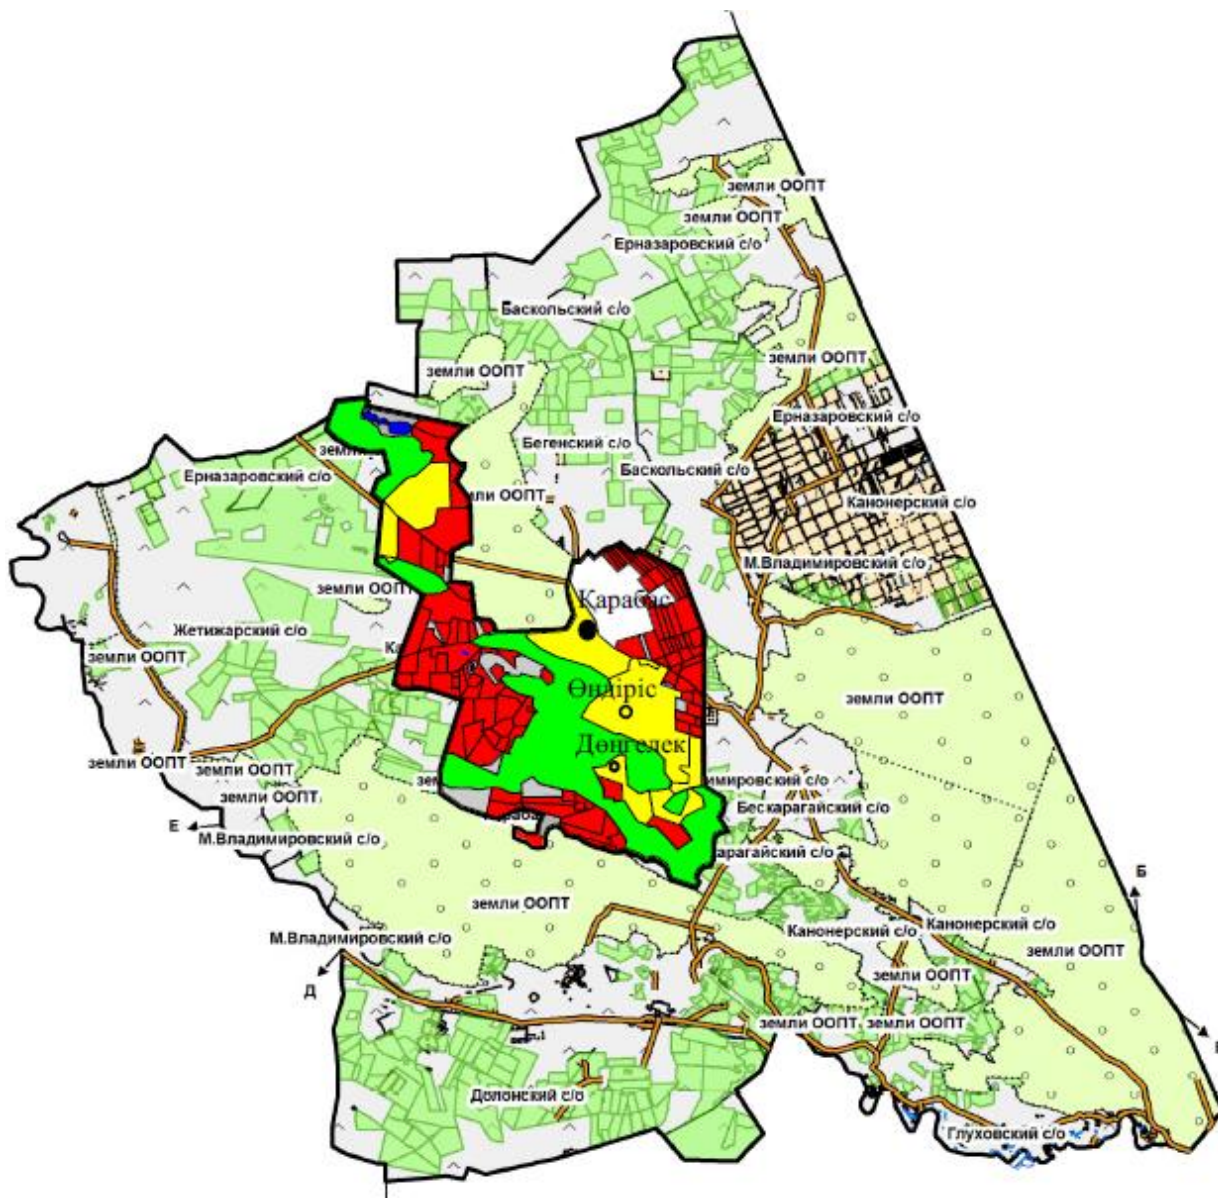 земли ООПТ
земли ООПТ
Ерназаровский с/о
Баскольский с/о
земли ООПТ
земли ООПТ
Ерназаровский с/о
Бегенский с/о
Баскольский с/о
Ерназаровский с/о
ООПТ
Канонерский с/о
М.Владимировский с/о
земли ООПТ
Қарабас
Жетижарский с/о
земли ООПТ
Өндіріс
земли ООПТ
Дөңгелек
земли ООПТ
земли ООПТ
земли ООПТ
Бескарагайский с/о
Е
М.Владимировский с/о
Б
земли ООПТ
Канонерский с/о
Канонерский с/о
М.Владимировский с/о
земли ООПТ
земли ООПТ
Д
земли ООПТ
земли ООПТ
Долонский с/о
Глуховский с/о